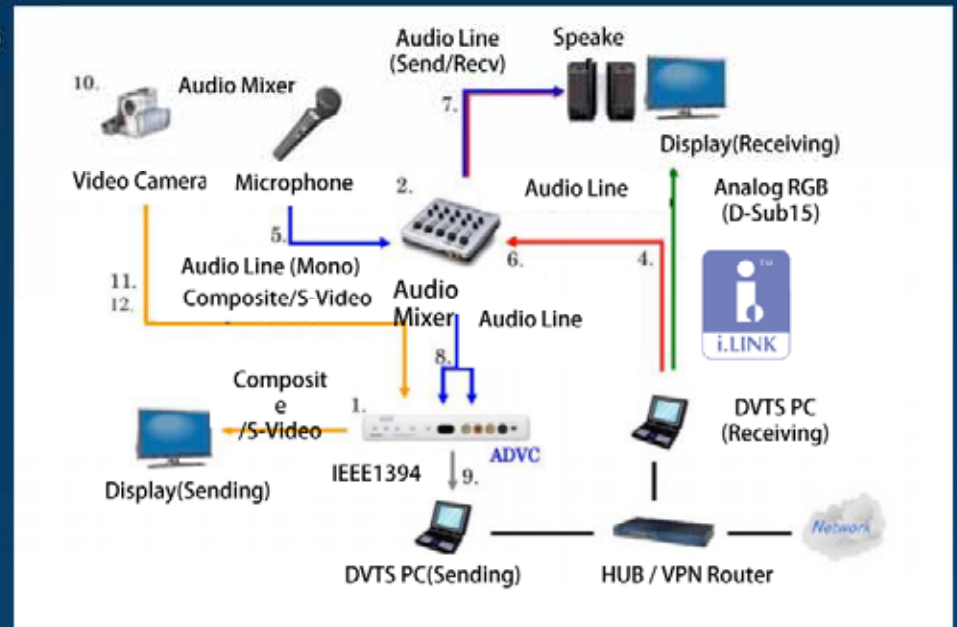 Audio Line
(Send/Recv)
Speake
10.
Audio Mixer
7.
Display(Receiving)
Video Camera
Microphone
2.
Audio Line
Analog RGB
(D-Sub15)
5.
6.
4.
Audio Line (Mono)
11.
12.
Composite/S-Video
Audio
Mixer
Audio Line
TM
i.LINK
8.
Composit
e
/S-Video
1.
DVTS PC
(Receiving)
ADVC
IEEE1394
9.
Display(Sending)
Network
DVTS PC(Sending)
HUB / VPN Router